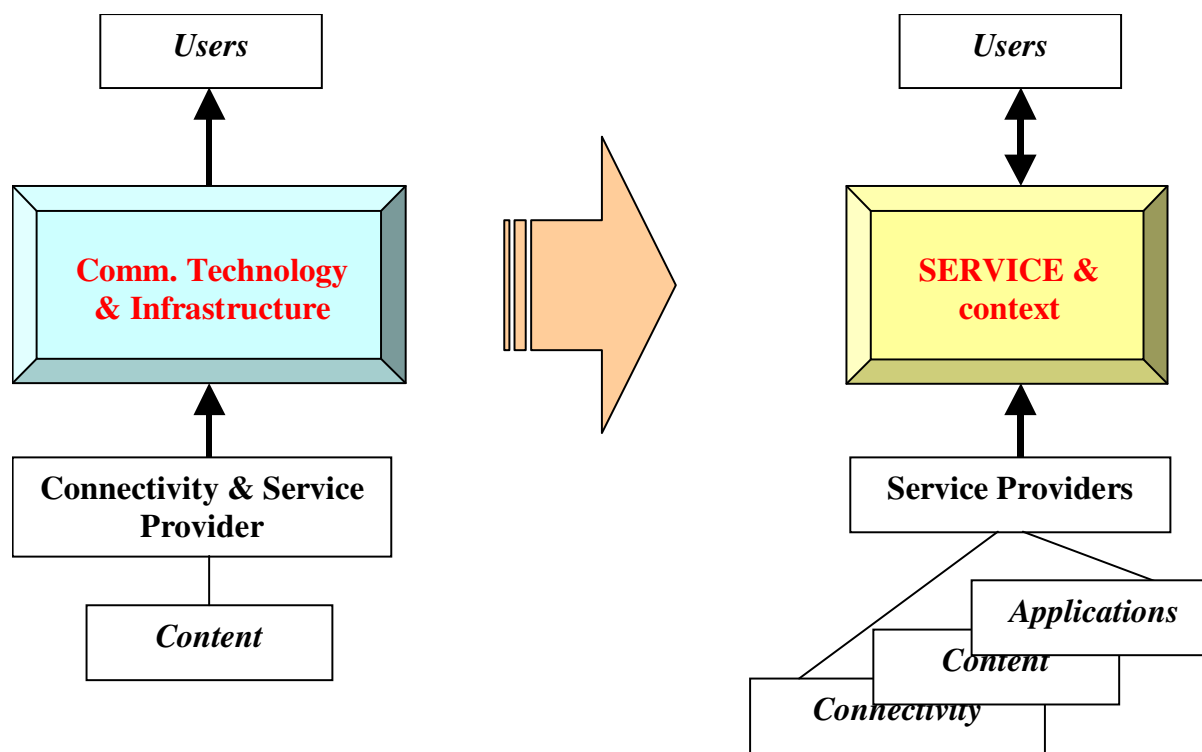 Users
Comm. Technology
& Infrastructure
Connectivity & Service
Provider
Content
Users
SERVICE &
context
Service Providers
Applications
Content
Connectivity